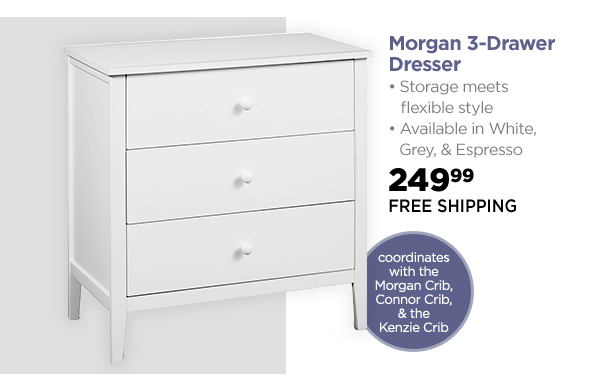 Morgan 3-Drawer
Dresser
• Storage meets
flexible style
• Available in White,
Grey, & Espresso
249⁹⁹
FREE SHIPPING
coordinates
with the
Morgan Crib,
Connor Crib,
& the
Kenzie Crib